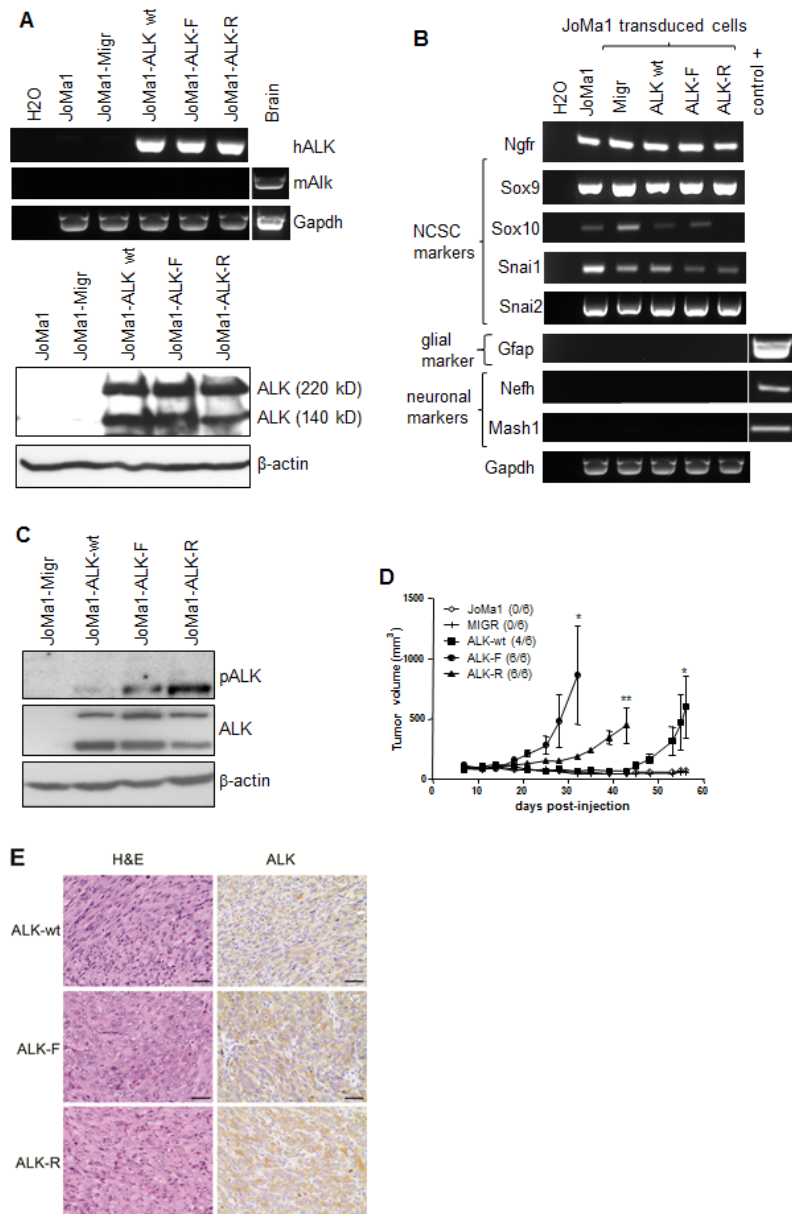 A
H2O
JoMa1
JoMa1-Migr
JoMa1-ALK wt
JoMa1-ALK-F
JoMa1-ALK-R
Brain
hALK
mAlk
Gapdh
JoMa1
JoMa1-Migr
JoMa1-ALK wt
JoMa1-ALK-F
JoMa1-ALK-R
ALK (220 kD)
ALK (140 kD)
β-actin
B
JoMa1 transduced cells
H2O
JoMa1
Migr
ALK wt
ALK-F
ALK-R
control +
NCSC
markers
Ngfr
Sox9
Sox10
Snai1
Snai2
glial
marker
Gfap
neuronal
markers
Nefh
Mash1
Gapdh
C
JoMa1-Migr
JoMa1-ALK-wt
JoMa1-ALK-F
JoMa1-ALK-R
pALK
ALK
β-actin
D
JoMa1 (0/6)
MIGR (0/6)
ALK-wt (4/6)
ALK-F (6/6)
ALK-R (6/6)
Tumor volume (mm³)
1500
1000
500
0
*
**
*
0 10 20 30 40 50 60
days post-injection
E
H&E ALK
ALK-wt
ALK-F
ALK-R